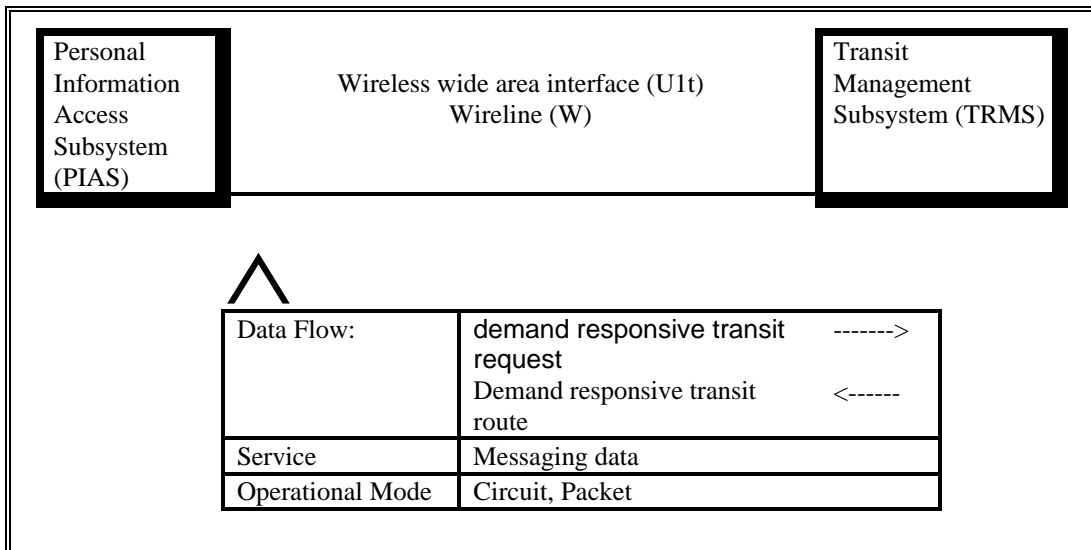 Personal
Information
Access
Subsystem
(PIAS)
Wireless wide area interface (U1t)
Wireline (W)
Transit
Management
Subsystem (TRMS)
Data Flow:
demand responsive transit ------->
request
Demand responsive transit <------
route
Service Messaging data
Operational Mode Circuit, Packet